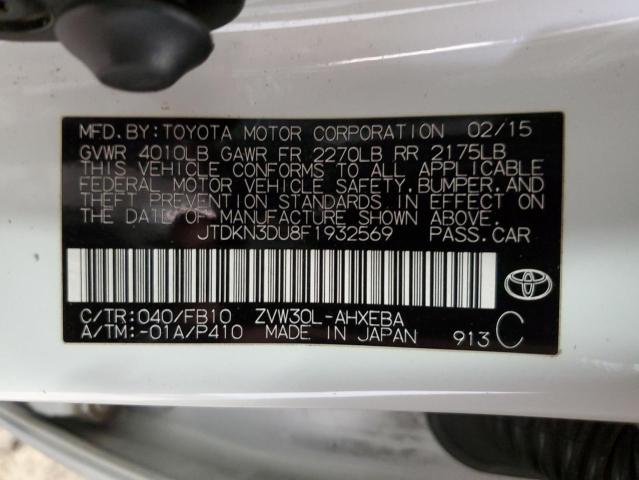 MFD.BY:TOYOTA MOTOR CORPORATION 02/15
GVWR 4010LB GAWR FR 2270LB RR 2175LB
THIS VEHICLE CONFORMS TO ALL APPLICABLE
FEDERAL MOTOR VEHICLE SAFETY,BUMPER,AND
THEFT PREVENTION STANDARDS IN EFFECT ON
THE DATE OF MANUFACTURE SHOWN ABOVE.
JTDKN3DU8F1932569 PASS.CAR
C/TR:040/FB10 ZVW30L-AHXEBA
A/TM:-01A/P410 MADE IN JAPAN 913 C